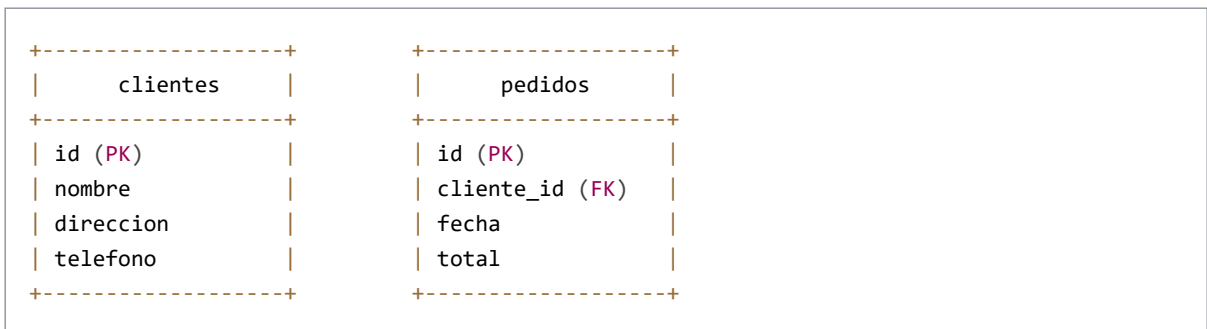 +-------------------+         +-------------------+
|      clientes     |         |      pedidos      |
+-------------------+         +-------------------+
| id (PK)           |         | id (PK)           |
| nombre            |         | cliente_id (FK)   |
| direccion         |         | fecha             |
| telefono          |         | total             |
+-------------------+         +-------------------+